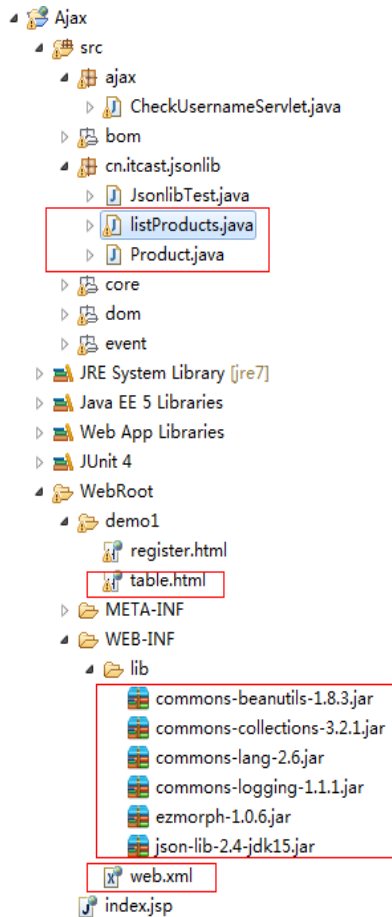 Ajax
src
ajax
CheckUsernameServlet.java
bom
cn.itcast.jsonlib
JsonlibTest.java
listProducts.java
Product.java
core
dom
event
JRE System Library [jre7]
Java EE 5 Libraries
Web App Libraries
JUnit 4
WebRoot
demo1
register.html
table.html
META-INF
WEB-INF
lib
commons-beanutils-1.8.3.jar
commons-collections-3.2.1.jar
commons-lang-2.6.jar
commons-logging-1.1.1.jar
ezmorph-1.0.6.jar
json-lib-2.4-jdk15.jar
web.xml
index.jsp